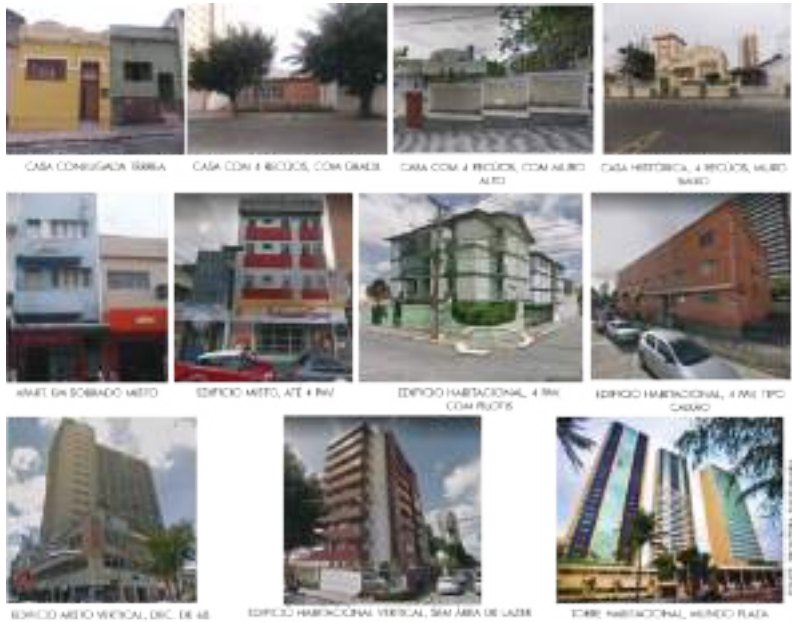 CASA CONJUGADA TÉRREA
CASA COM 4 RECUOS, COM GRADIL
CASA COM 4 RECUOS, COM MURO
ALTO
CASA HISTÓRICA, 4 RECUOS, MURO
BAIXO
APART. EM SOBRADO MISTO
EDIFÍCIO MISTO, ATÉ 4 PAV
EDIFÍCIO HABITACIONAL, 4 PAV,
COM PILOTIS
EDIFÍCIO HABITACIONAL, 4 PAV, TIPO
CAIXÃO
EDIFÍCIO MISTO VERTICAL, DÉC. DE 60
EDIFÍCIO HABITACIONAL VERTICAL, SEM ÁREA DE LAZER
TORRE HABITACIONAL, MUNDO PLAZA